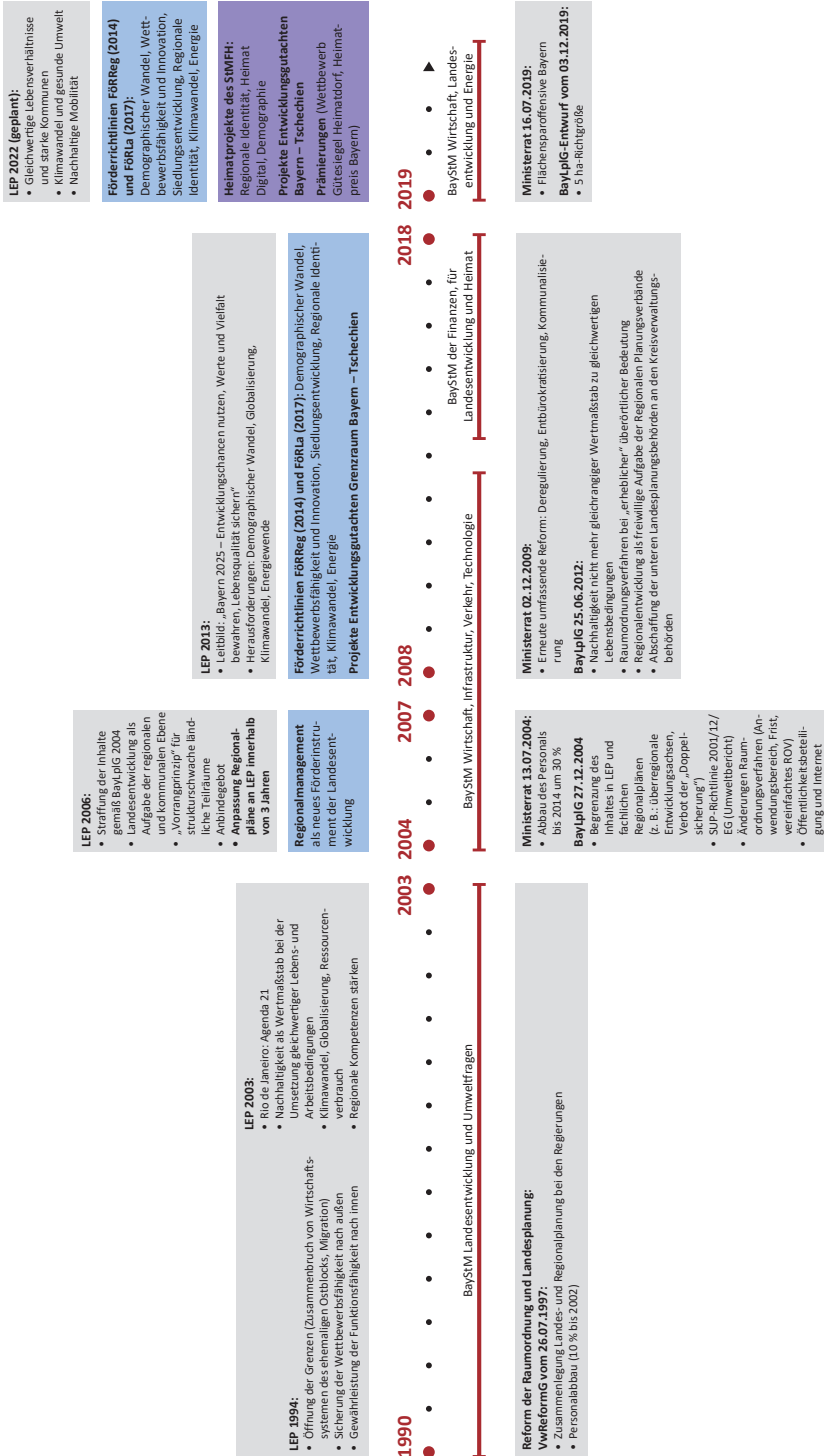 LEP 1994:
• Öffnung der Grenzen (Zusammenbruch von Wirtschafts-
systemen des ehemaligen Ostblocks, Migration)
• Sicherung der Wettbewerbsfähigkeit nach außen
• Gewährleistung der Funktionsfähigkeit nach innen
LEP 2003:
• Rio de Janeiro: Agenda 21
• Nachhaltigkeit als Wertmaßstab bei der
Umsetzung gleichwertiger Lebens- und
Arbeitsbedingungen
• Klimawandel, Globalisierung, Ressourcen-
verbrauch
• Regionale Kompetenzen stärken
LEP 2006:
• Straffung der Inhalte
gemäß BayLplG 2004
• Landesentwicklung als
Aufgabe der regionalen
und kommunalen Ebene
• „Vorrangprinzip“ für
strukturschwache länd-
liche Teilräume
• Anbindegebot
• Anpassung Regional-
pläne an LEP innerhalb
von 3 Jahren
Regionalmanagement
als neues Förderinstru-
ment der Landesent-
wicklung
LEP 2013:
• Leitbild: „Bayern 2025 – Entwicklungschancen nutzen, Werte und Vielfalt
bewahren, Lebensqualität sichern“
• Herausforderungen: Demographischer Wandel, Globalisierung,
Klimawandel, Energiewende
Förderrichtlinien FöRReg (2014) und FöRLa (2017): Demographischer Wandel,
Wettbewerbsfähigkeit und Innovation, Siedlungsentwicklung, Regionale Identi-
tät, Klimawandel, Energie
Projekte Entwicklungsgutachten Grenzraum Bayern – Tschechien
LEP 2022 (geplant):
• Gleichwertige Lebensverhältnisse
und starke Kommunen
• Klimawandel und gesunde Umwelt
• Nachhaltige Mobilität
Förderrichtlinien FöRReg (2014)
und FöRLa (2017):
Demographischer Wandel, Wett-
bewerbsfähigkeit und Innovation,
Siedlungsentwicklung, Regionale
Identität, Klimawandel, Energie
Heimatprojekte des StMFH:
Regionale Identität, Heimat
Digital, Demographie
Projekte Entwicklungsgutachten
Bayern – Tschechien
Prämierungen (Wettbewerb
Gütesiegel Heimatdorf, Heimat-
preis Bayern)
1990
2003
2004
2007
2008
2018
2019
BayStM Landesentwicklung und Umweltfragen
BayStM Wirtschaft, Infrastruktur, Verkehr, Technologie
BayStM der Finanzen, für
Landesentwicklung und Heimat
BayStM Wirtschaft, Landes-
entwicklung und Energie
Reform der Raumordnung und Landesplanung:
VwReformG vom 26.07.1997:
• Zusammenlegung Landes- und Regionalplanung bei den Regierungen
• Personalabbau (10 % bis 2002)
Ministerrat 13.07.2004:
• Abbau des Personals
bis 2014 um 30 %
BayLplG 27.12.2004
• Begrenzung des
Inhaltes in LEP und
fachlichen
Regionalplänen
(z. B.: überregionale
Entwicklungsachsen,
Verbot der „Doppel-
sicherung“)
• SUP-Richtlinie 2001/12/
EG (Umweltbericht)
• Änderungen Raum-
ordnungsverfahren (An-
wendungsbereich, Frist,
vereinfachtes ROV)
• Öffentlichkeitsbeteili-
gung und Internet
Ministerrat 02.12.2009:
• Erneute umfassende Reform: Deregulierung, Entbürokratisierung, Kommunalisie-
rung
BayLplG 25.06.2012:
• Nachhaltigkeit nicht mehr gleichrangiger Wertmaßstab zu gleichwertigen
Lebensbedingungen
• Raumordnungsverfahren bei „erheblicher“ überörtlicher Bedeutung
• Regionalentwicklung als freiwillige Aufgabe der Regionalen Planungsverbände
• Abschaffung der unteren Landesplanungsbehörden an den Kreisverwaltungs-
behörden
Ministerrat 16.07.2019:
• Flächensparoffensive Bayern
BayLplG-Entwurf vom 03.12.2019:
• 5 ha-Richtgröße